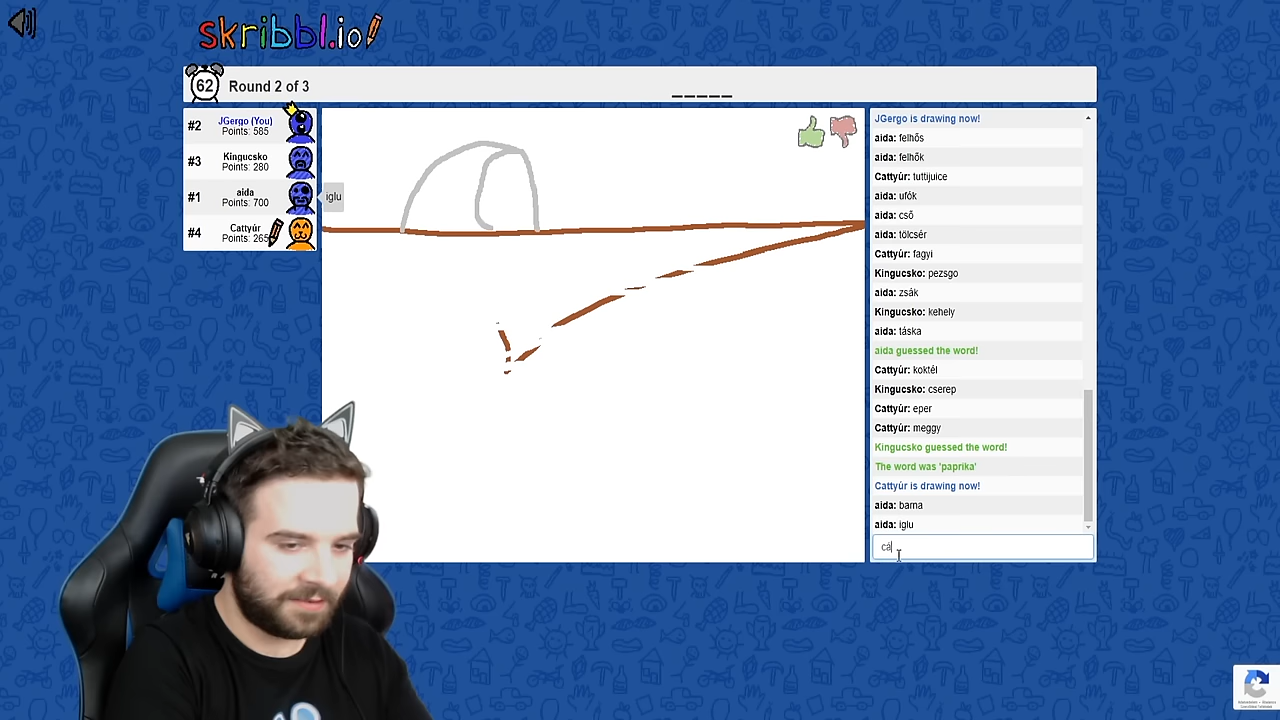 skribbl.io
62
Round 2 of 3
_____
#2
JGergo (You)
Points: 585
#3
Kingucsko
Points: 280
#1
aida
Points: 700
iglu
#4
Cattyúr
Points: 265
JGergo is drawing now!
aida: felhős
aida: felhők
Cattyúr: tuttijuice
aida: ufók
aida: cső
aida: tölcsér
Cattyúr: fagyi
Kingucsko: pezsgo
aida: zsák
Kingucsko: kehely
aida: táska
aida guessed the word!
Cattyúr: koktél
Kingucsko: cserep
Cattyúr: eper
Cattyúr: meggy
Kingucsko guessed the word!
The word was 'paprika'
Cattyúr is drawing now!
aida: barna
aida: iglu
cá